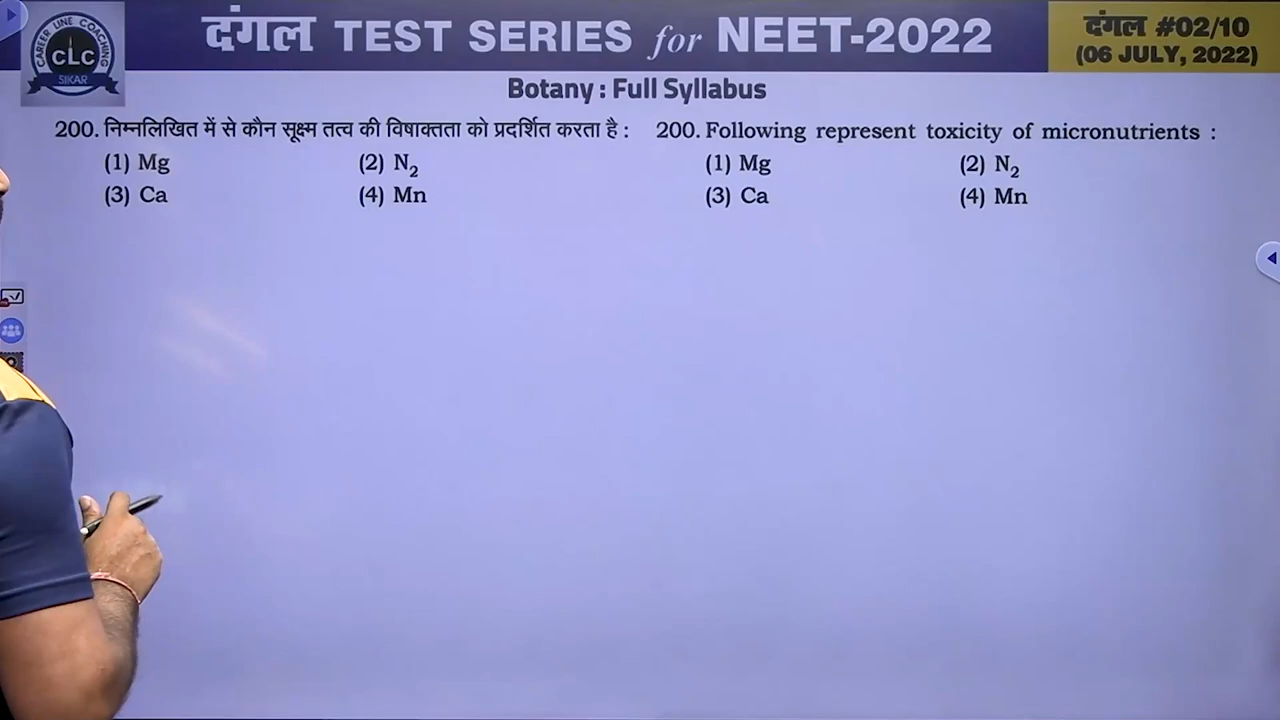 दंगल TEST SERIES for NEET-2022
दंगल #02/10
(06 JULY, 2022)
CAREER LINE COACHING
CLC
SIKAR
Botany : Full Syllabus
200. निम्नलिखित में से कौन सूक्ष्म तत्व की विषाक्तता को प्रदर्शित करता है :
(1) Mg (2) N₂
(3) Ca (4) Mn
200. Following represent toxicity of micronutrients :
(1) Mg (2) N₂
(3) Ca (4) Mn